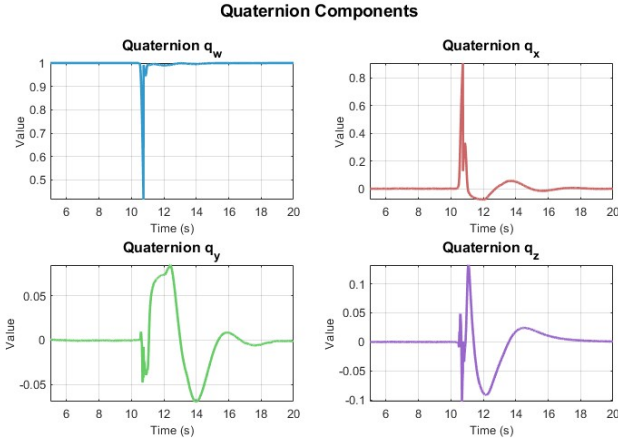 Quaternion Components
Quaternion q_w
Value
1
0.9
0.8
0.7
0.6
0.5
6 8 10 12 14 16 18 20
Time (s)
Quaternion q_x
Value
0.8
0.6
0.4
0.2
0
6 8 10 12 14 16 18 20
Time (s)
Quaternion q_y
Value
0.05
0
-0.05
6 8 10 12 14 16 18 20
Time (s)
Quaternion q_z
Value
0.1
0.05
0
-0.05
-0.1
6 8 10 12 14 16 18 20
Time (s)